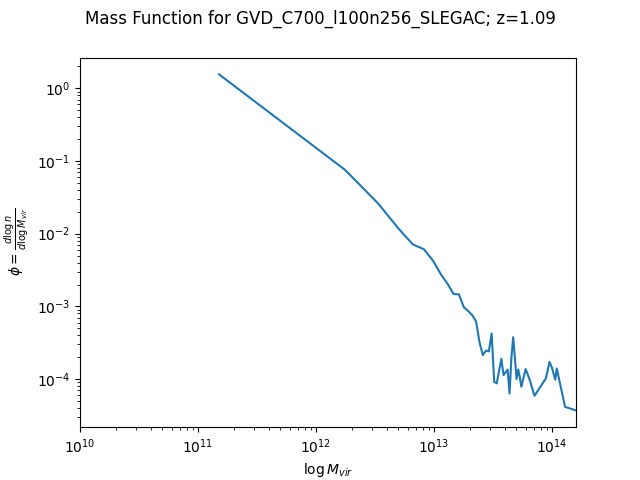 Mass Function for GVD_C700_l100n256_SLEGAC; z=1.09
10^0
10^-1
10^-2
10^-3
10^-4
ϕ = d log n / d log M_vir
10^10 10^11 10^12 10^13 10^14
log M_vir